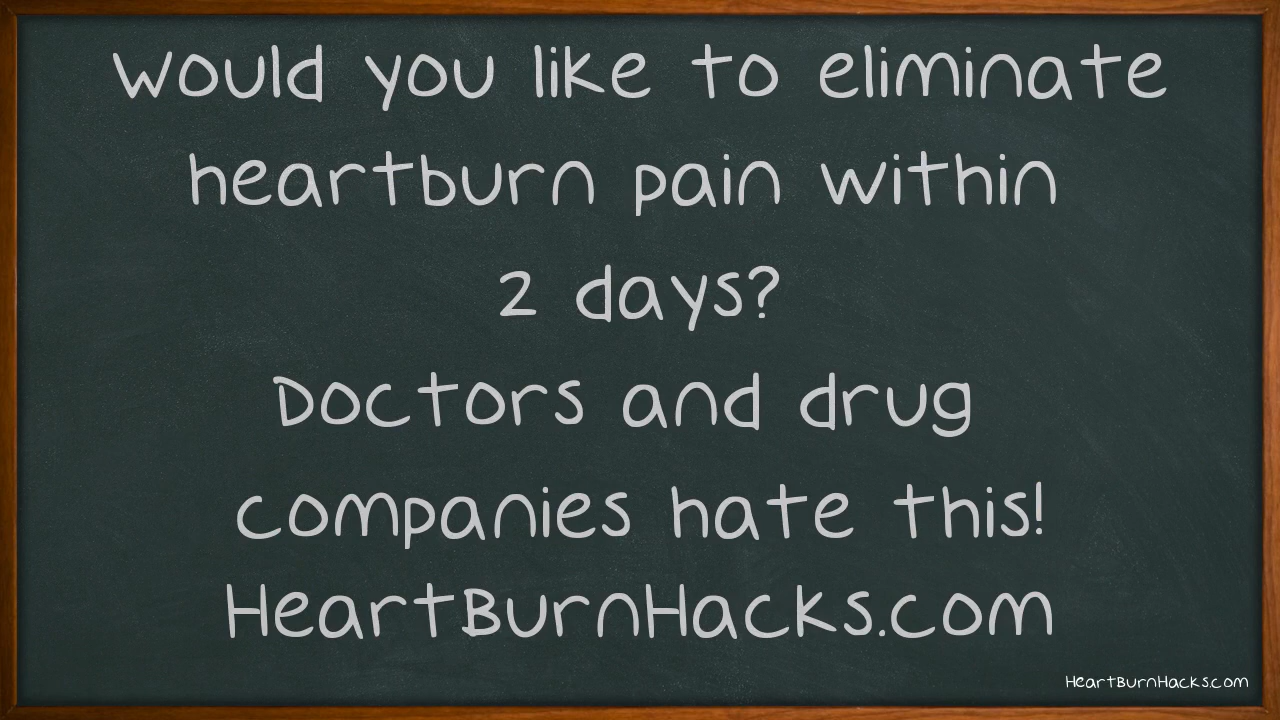 Would you like to eliminate
heartburn pain within
2 days?
Doctors and drug
companies hate this!
HeartBurnHacks.com
HeartBurnHacks.com